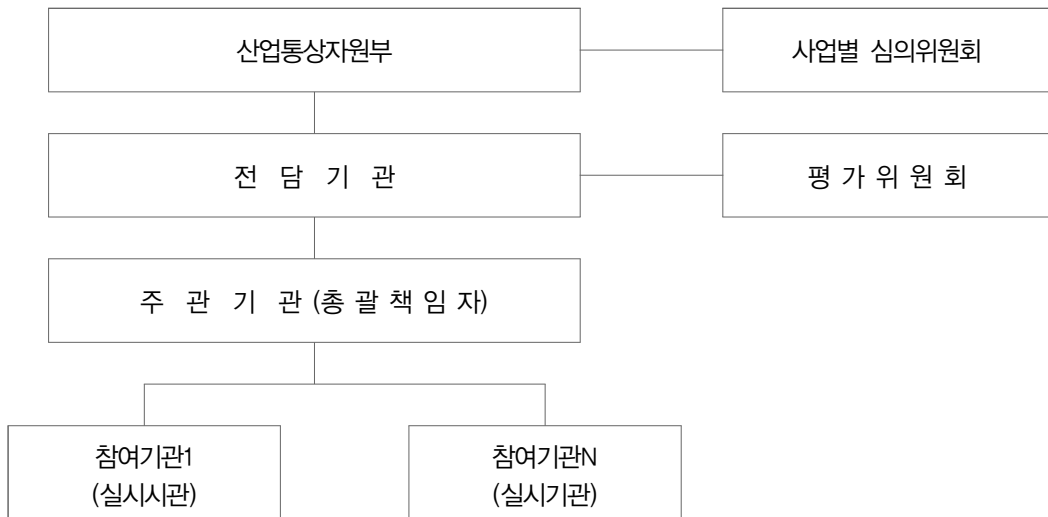 산업통상자원부
사업별 심의위원회
전 담 기 관
평 가 위 원 회
주 관 기 관 (총 괄 책 임 자)
참여기관1
(실시시관)
참여기관N
(실시기관)